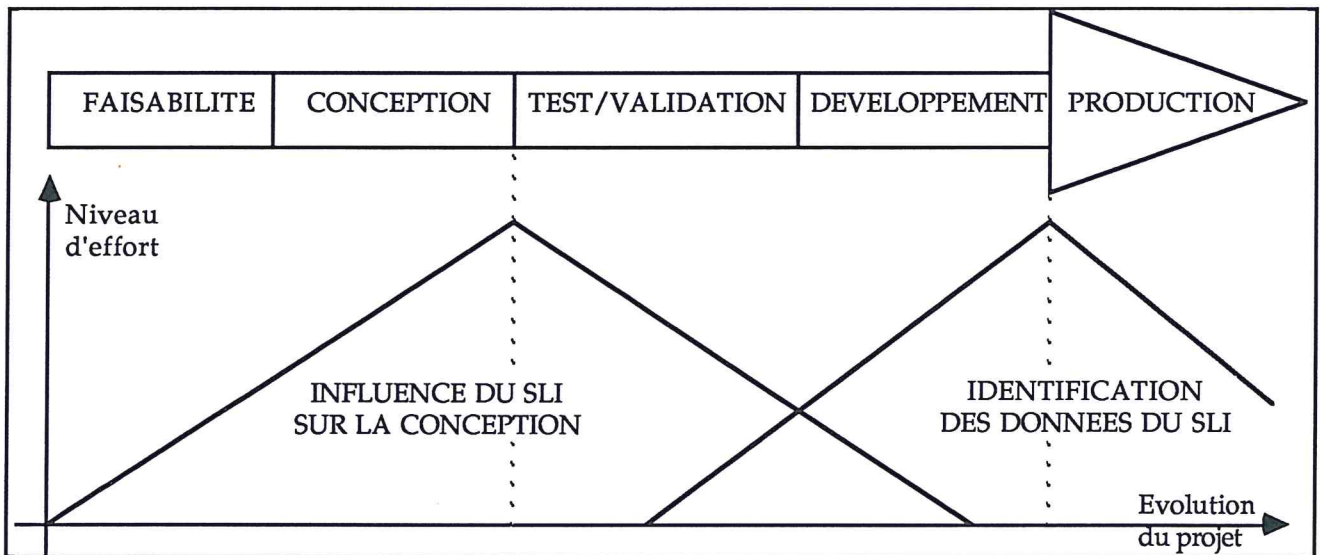 FAISABILITE
CONCEPTION
TEST/VALIDATION
DEVELOPPEMENT
PRODUCTION
Niveau
d'effort
INFLUENCE DU SLI
SUR LA CONCEPTION
IDENTIFICATION
DES DONNEES DU SLI
Evolution
du projet